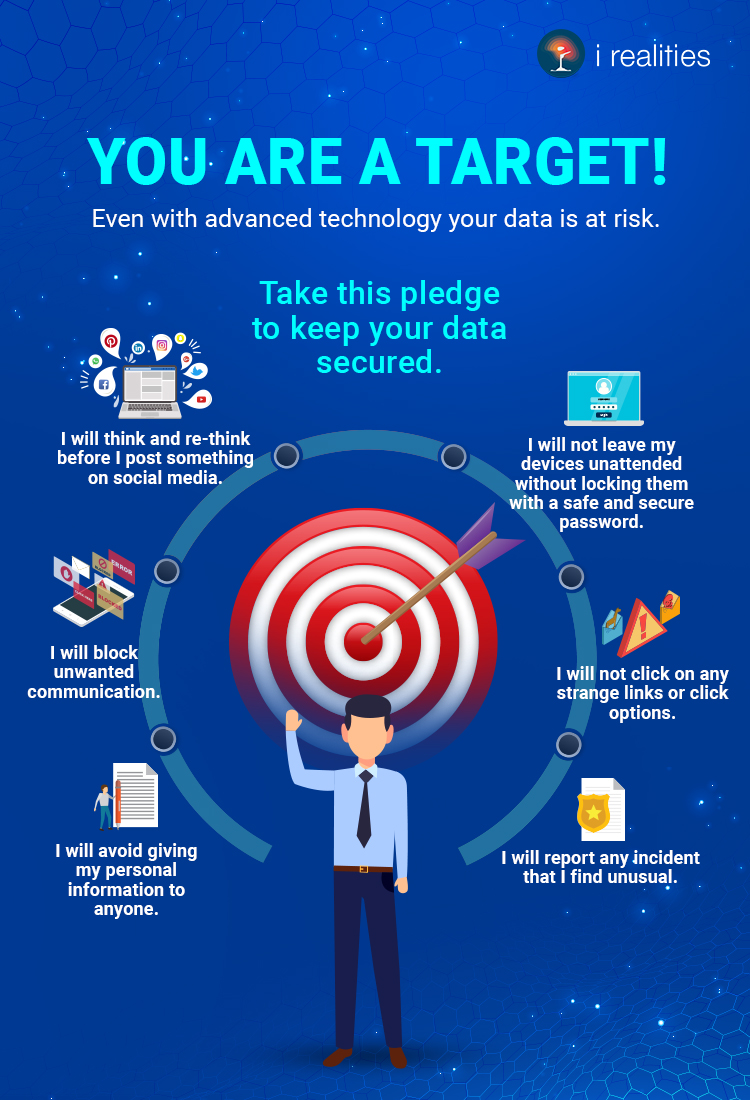 i realities
YOU ARE A TARGET!
Even with advanced technology your data is at risk.
Take this pledge
to keep your data
secured.
I will think and re-think
before I post something
on social media.
I will not leave my
devices unattended
without locking them
with a safe and secure
password.
ERROR
BLOCKED
I will block
unwanted
communication.
I will not click on any
strange links or click
options.
I will avoid giving
my personal
information to
anyone.
I will report any incident
that I find unusual.